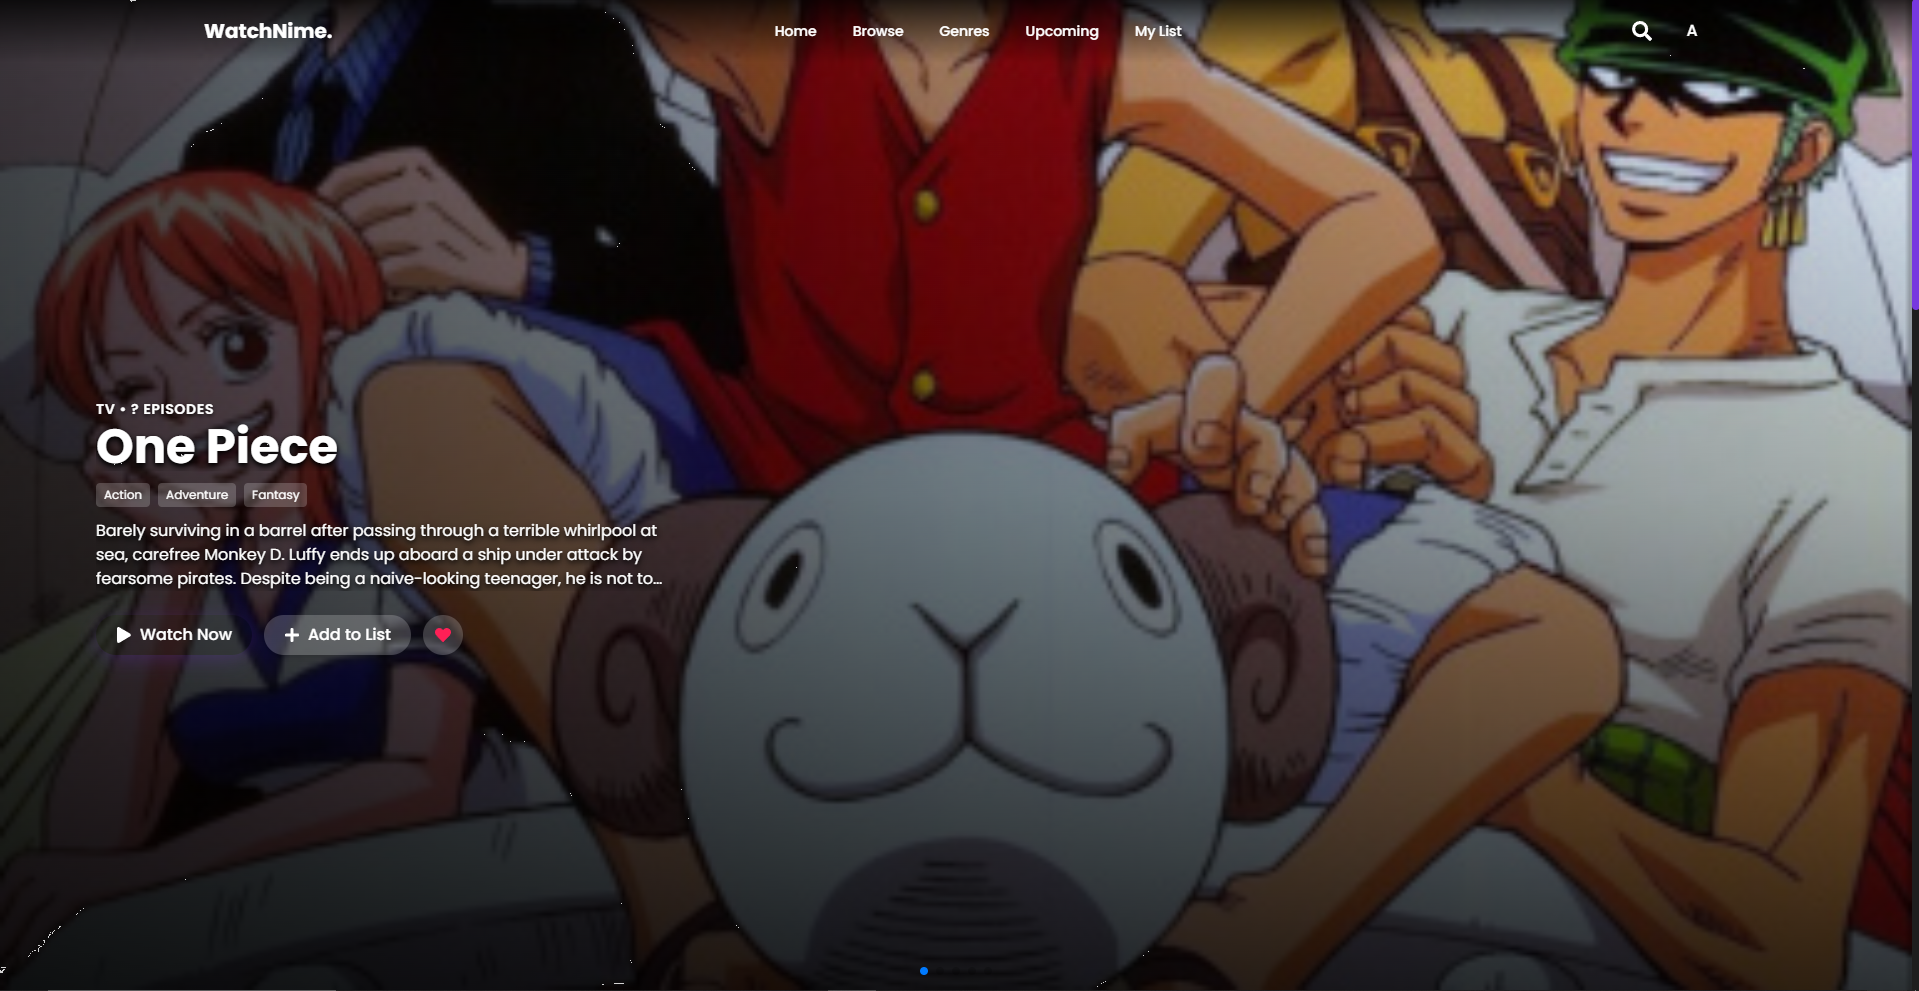 WatchNime.
Home Browse Genres Upcoming My List
A
TV • ? EPISODES
One Piece
Action Adventure Fantasy
Barely surviving in a barrel after passing through a terrible whirlpool at
sea, carefree Monkey D. Luffy ends up aboard a ship under attack by
fearsome pirates. Despite being a naive-looking teenager, he is not to...
Watch Now Add to List